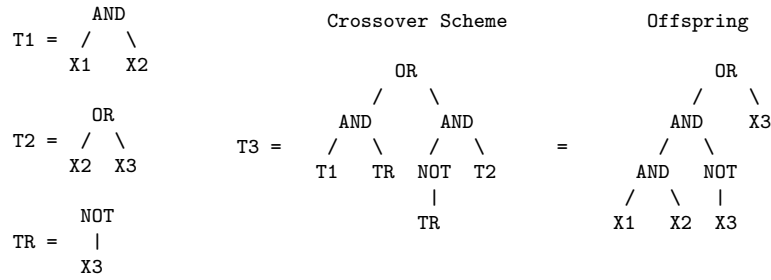 Crossover Scheme
Offspring
T1 =
AND
/ \
X1 X2
T2 =
OR
/ \
X2 X3
TR =
NOT
|
X3
T3 =
OR
/ \
AND AND
/ \ / \
T1 TR NOT T2
|
TR
=
OR
/ \
AND X3
/ \
AND NOT
/ \ |
X1 X2 X3